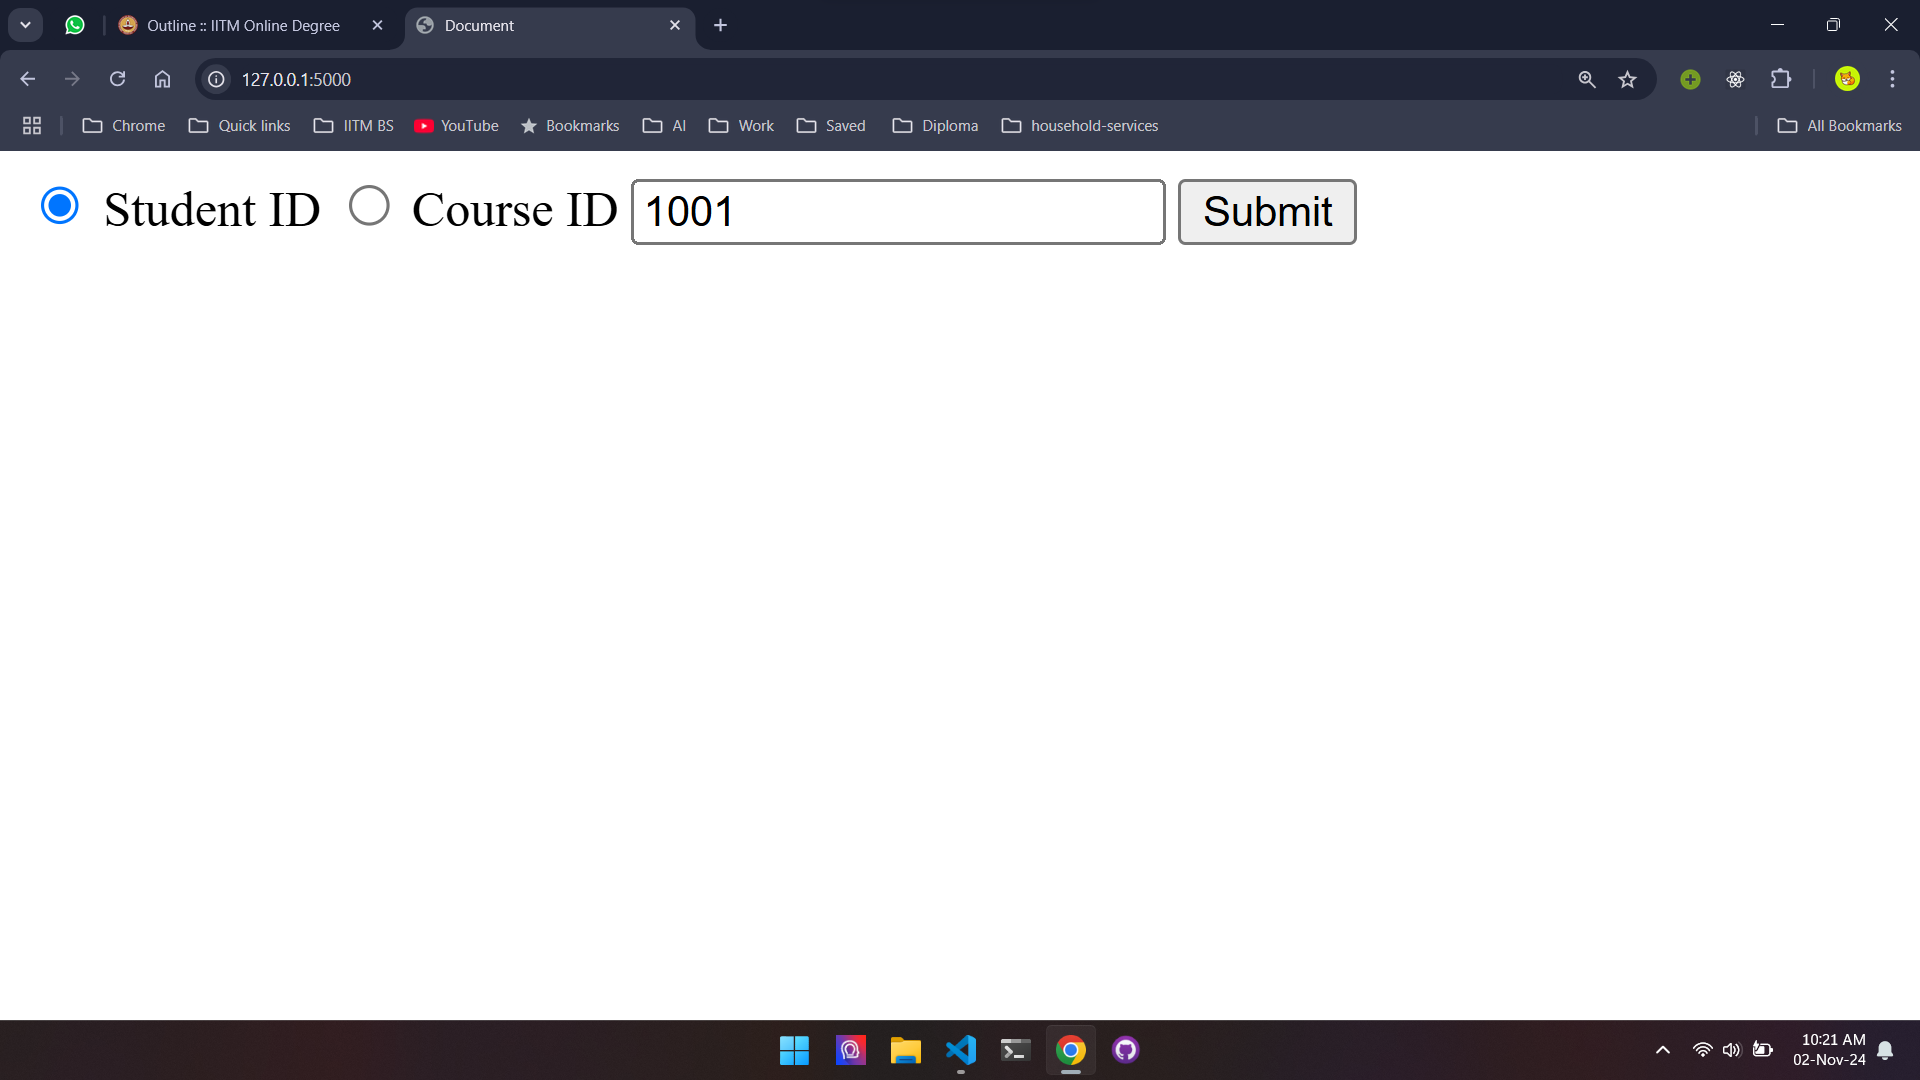 Outline :: IITM Online Degree
Document
127.0.0.1:5000
Chrome
Quick links
IITM BS
YouTube
Bookmarks
AI
Work
Saved
Diploma
household-services
All Bookmarks
Student ID
Course ID
1001
Submit
10:21 AM
02-Nov-24